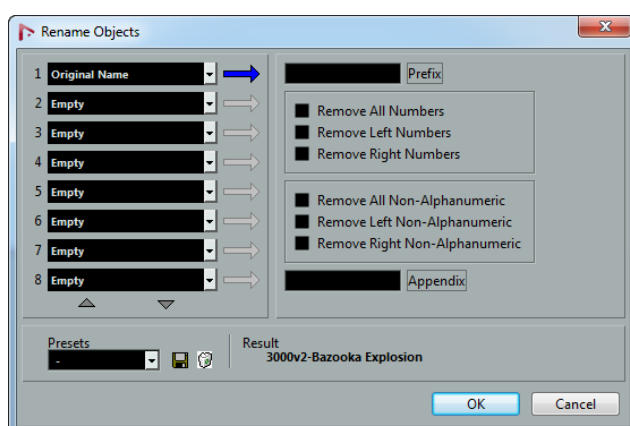 Rename Objects
1 Original Name
2 Empty
3 Empty
4 Empty
5 Empty
6 Empty
7 Empty
8 Empty
Prefix
Remove All Numbers
Remove Left Numbers
Remove Right Numbers
Remove All Non-Alphanumeric
Remove Left Non-Alphanumeric
Remove Right Non-Alphanumeric
Appendix
Presets
-
Result
3000v2-Bazooka Explosion
OK
Cancel